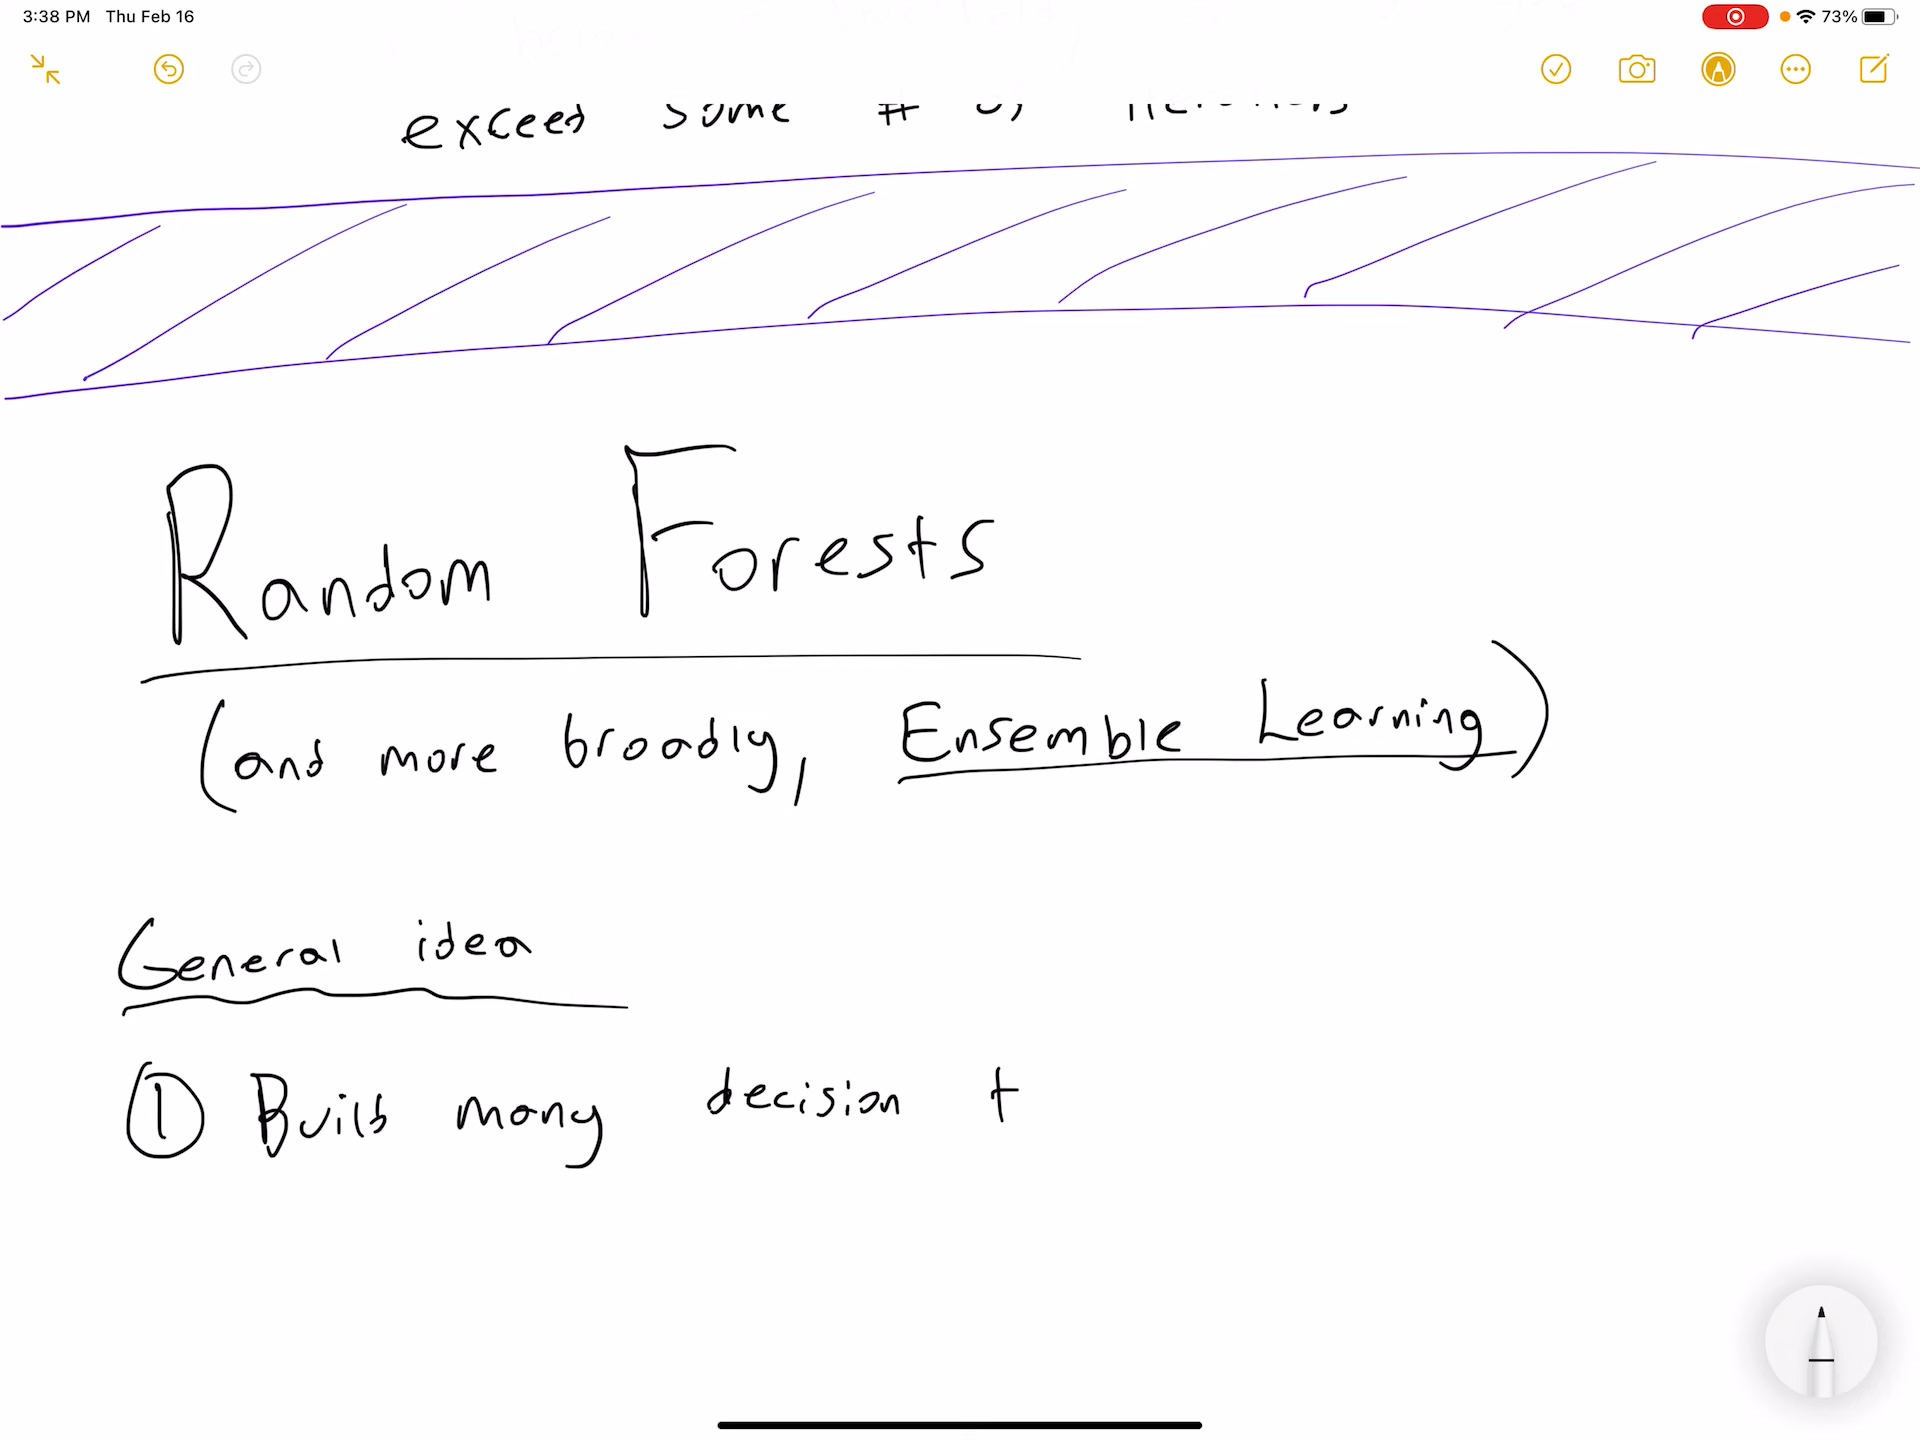 3:38 PM Thu Feb 16
73%
exceed some #
Random Forests
(and more broadly, Ensemble Learning)
General idea
① Build many decision t